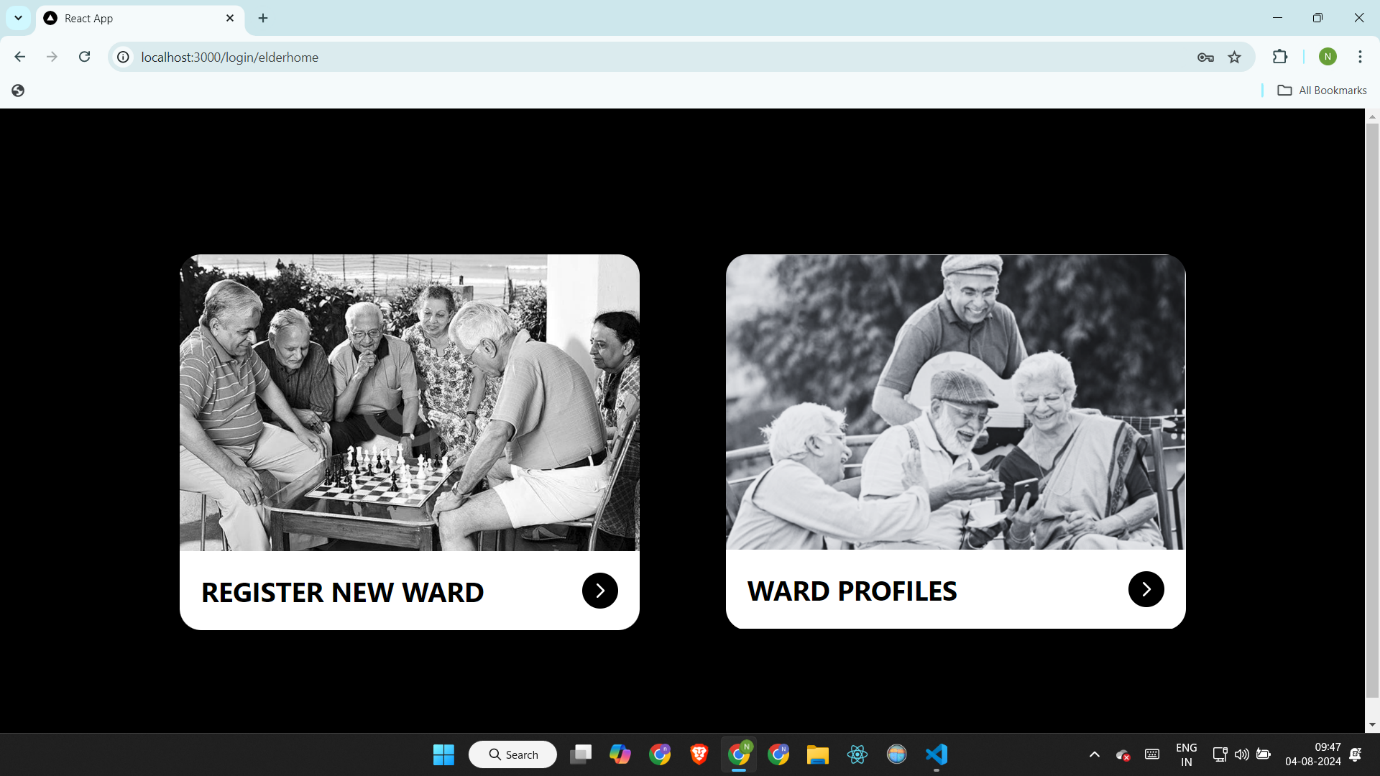 React App
localhost:3000/login/elderhome
N
All Bookmarks
REGISTER NEW WARD
WARD PROFILES
Search
N
ENG
IN
09:47
04-08-2024